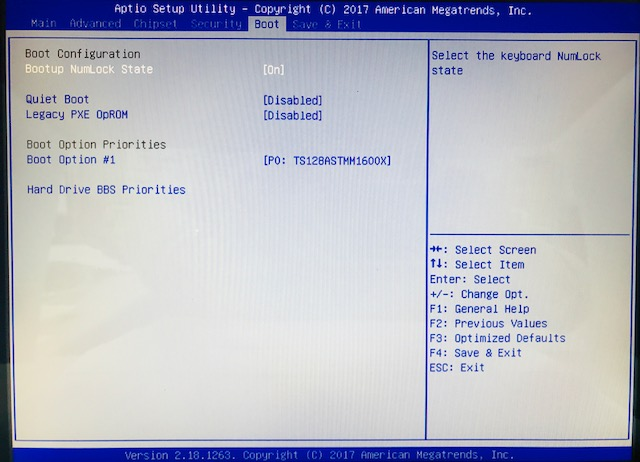 Aptio Setup Utility – Copyright (C) 2017 American Megatrends, Inc.
Main Advanced Chipset Security Boot Save & Exit
Boot Configuration
Bootup NumLock State [On]
Quiet Boot [Disabled]
Legacy PXE OpROM [Disabled]
Boot Option Priorities
Boot Option #1 [P0: TS128ASTMM1600X]
Hard Drive BBS Priorities
Select the keyboard NumLock
state
→←: Select Screen
↑↓: Select Item
Enter: Select
+/-: Change Opt.
F1: General Help
F2: Previous Values
F3: Optimized Defaults
F4: Save & Exit
ESC: Exit
Version 2.18.1263. Copyright (C) 2017 American Megatrends, Inc.